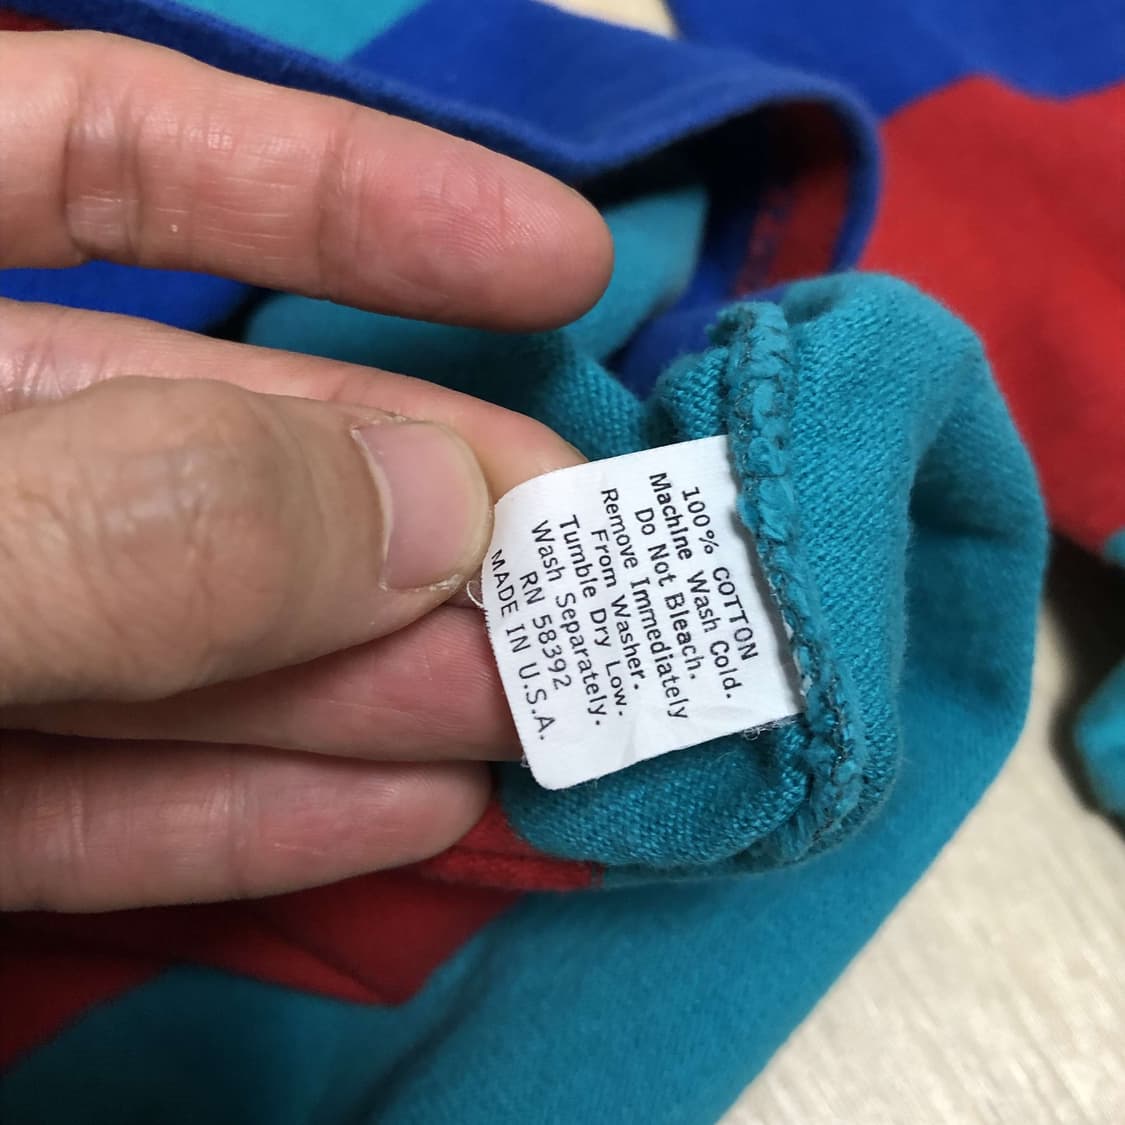 100% COTTON
Machine Wash Cold.
Do Not Bleach.
Remove Immediately
From Washer.
Tumble Dry Low.
Wash Separately.
RN 58392
MADE IN U.S.A.